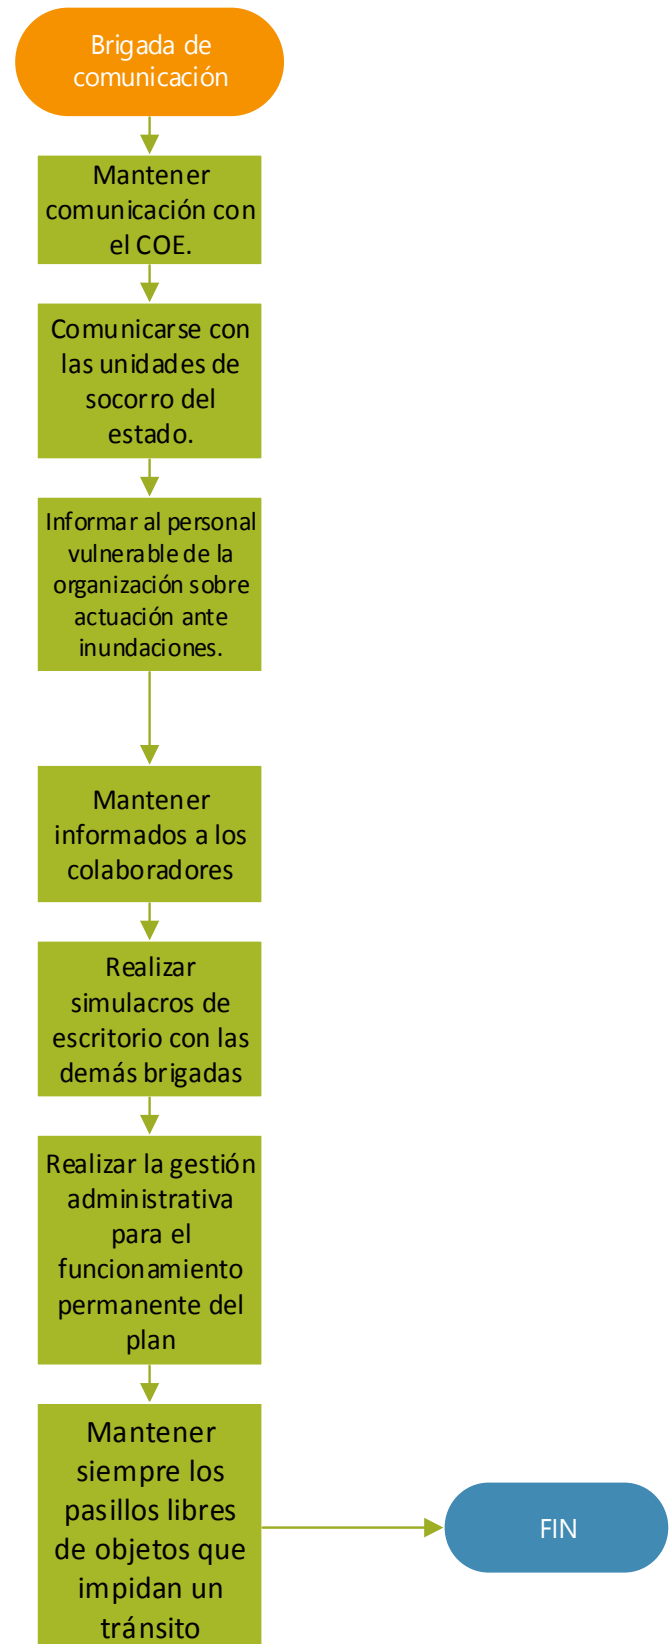 Brigada de
comunicación
Mantener
comunicación con
el COE.
Comunicarse con
las unidades de
socorro del
estado.
Informar al personal
vulnerable de la
organización sobre
actuación ante
inundaciones.
Mantener
informados a los
colaboradores
Realizar
simulacros de
escritorio con las
demás brigadas
Realizar la gestión
administrativa
para el
funcionamiento
permanente del
plan
Mantener
siempre los
pasillos libres
de objetos que
impidan un
tránsito
FIN